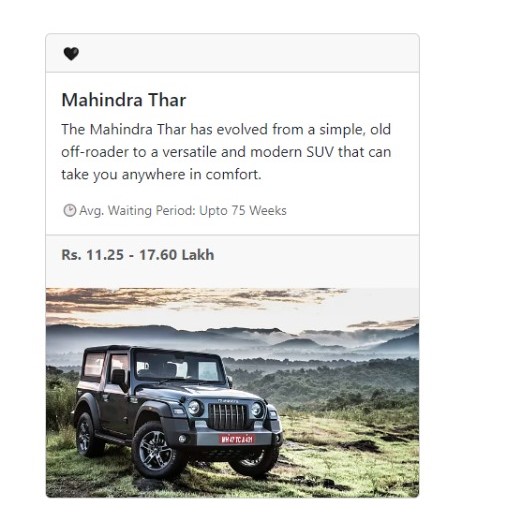 Mahindra Thar
The Mahindra Thar has evolved from a simple, old
off-roader to a versatile and modern SUV that can
take you anywhere in comfort.
Avg. Waiting Period: Upto 75 Weeks
Rs. 11.25 - 17.60 Lakh